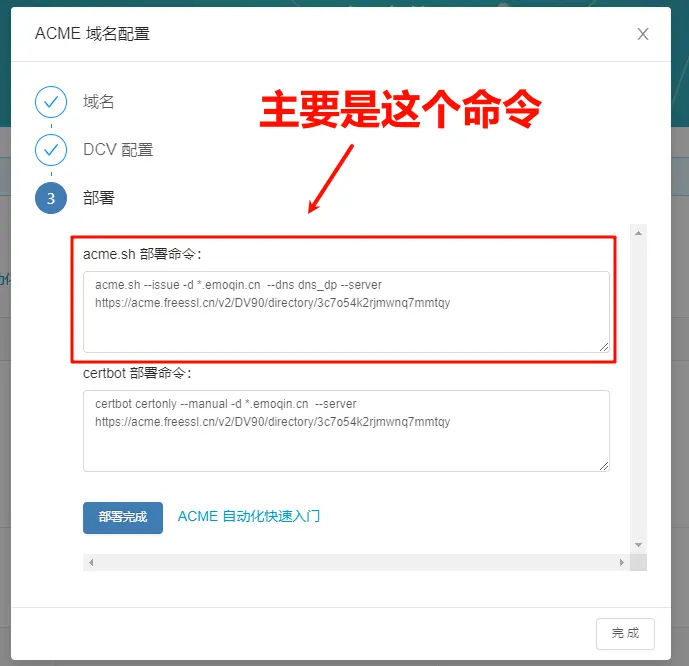 ACME 域名配置
域名
主要是这个命令
DCV 配置
3
部署
acme.sh 部署命令：
acme.sh --issue -d *.emoqin.cn  --dns dns_dp --server
https://acme.freessl.cn/v2/DV90/directory/3c7o54k2rjmwnq7mmtqy
certbot 部署命令：
certbot certonly --manual -d *.emoqin.cn  --server
https://acme.freessl.cn/v2/DV90/directory/3c7o54k2rjmwnq7mmtqy
部署完成
ACME 自动化快速入门
完 成